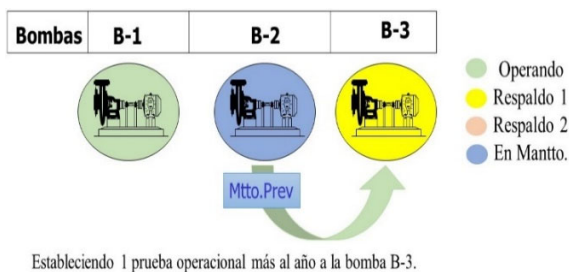 Bombas B-1 B-2 B-3
Operando
Respaldo 1
Respaldo 2
En Mantto.
Mtto.Prev
Estableciendo 1 prueba operacional más al año a la bomba B-3.